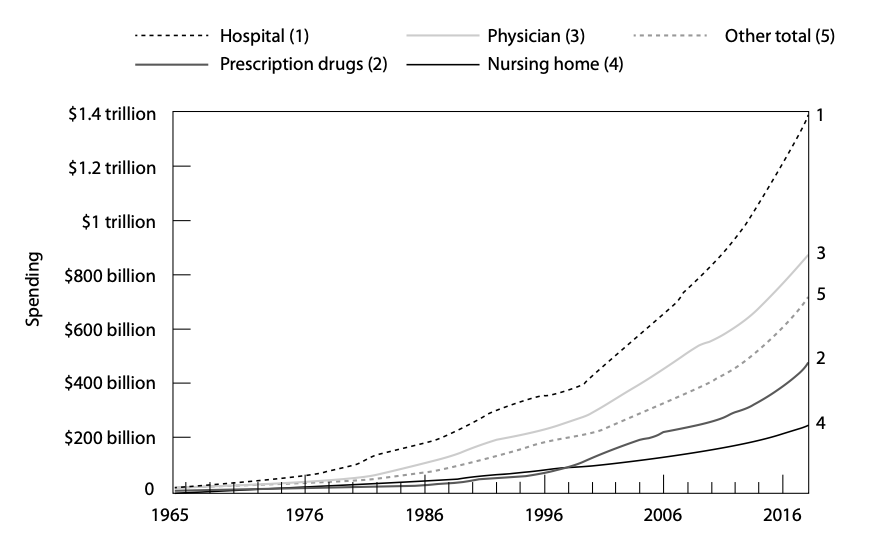 Hospital (1) Physician (3) Other total (5)
Prescription drugs (2) Nursing home (4)
$1.4 trillion
$1.2 trillion
$1 trillion
$800 billion
$600 billion
$400 billion
$200 billion
0
Spending
1
3
5
2
4
1965 1976 1986 1996 2006 2016